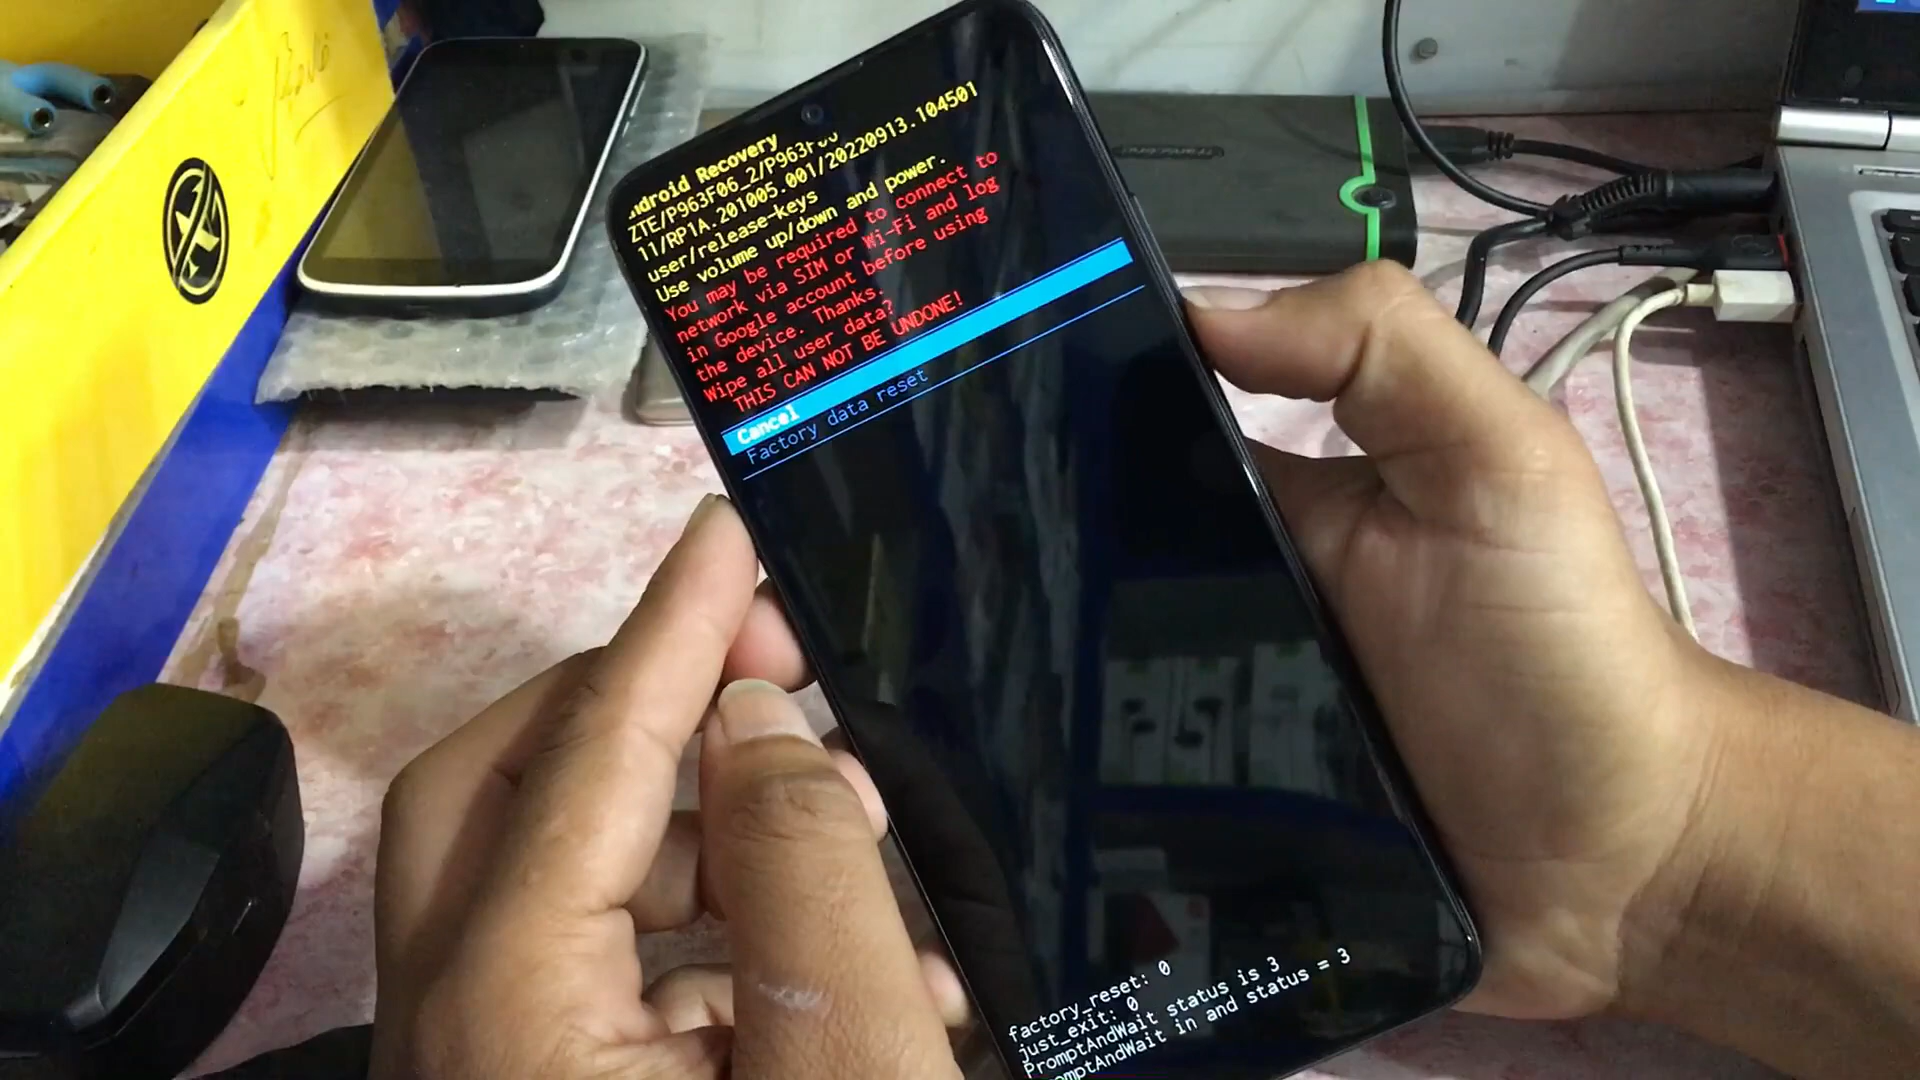 Android Recovery
ZTE/P963F06_2/P963F06
11/RP1A.201005.001/20220913.104501
user/release-keys
Use volume up/down and power.
You may be required to connect to
network via SIM or Wi-Fi and log
in Google account before using
the device. Thanks.
Wipe all user data?
THIS CAN NOT BE UNDONE!
Cancel
Factory data reset
factory_reset: 0
just_exit: 0
PromptAndWait status is 3
PromptAndWait in and status = 3